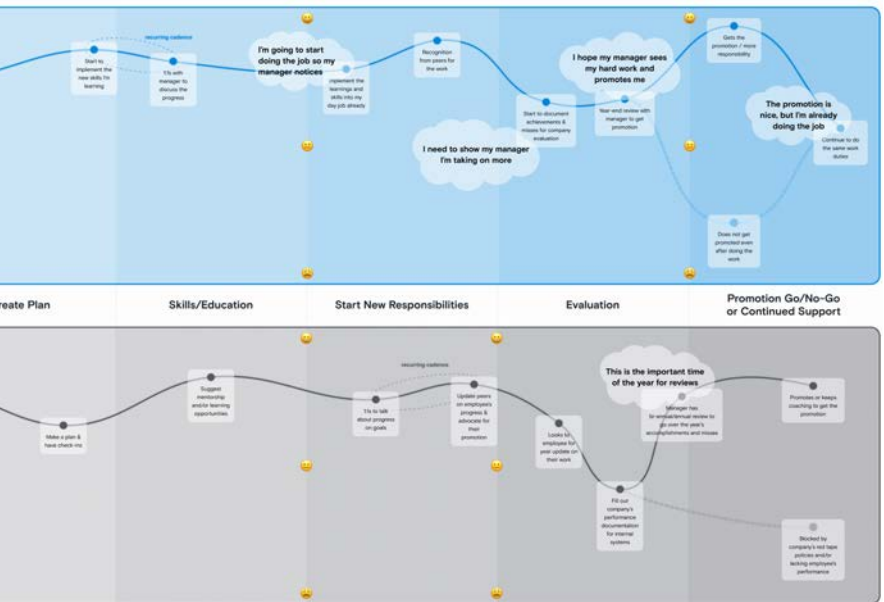 recurring cadence
Start to
implement the
new skills I'm
learning
1:1s with
manager to
discuss the
progress
I'm going to start
doing the job so my
manager notices
Implement the
learnings and
skills into my
day job already
Recognition
from peers for
the work
I need to show my manager
I'm taking on more
Start to document
achievements &
misses for company
evaluation
I hope my manager sees
my hard work and
promotes me
Year-end review with
manager to get
promotion
Gets the
promotion / more
responsibility
The promotion is
nice, but I'm already
doing the job
Continue to do
the same work
duties
Does not get
promoted even
after doing the
work
reate Plan
Skills/Education
Start New Responsibilities
Evaluation
Promotion Go/No-Go
or Continued Support
Make a plan &
have check-ins
Suggest
mentorship
and/or learning
opportunities
recurring cadence
1:1s to talk
about progress
on goals
Update peers
on employee's
progress &
advocate for
their
promotion
Looks to
employee for
year update on
their work
Fill out
company's
performance
documentation
for internal
systems
This is the important time
of the year for reviews
Manager has
bi-annual/annual review to
go over the year's
accomplishments and misses
Promotes or keeps
coaching to get the
promotion
Blocked by
company's red tape
policies and/or
lacking employee's
performance